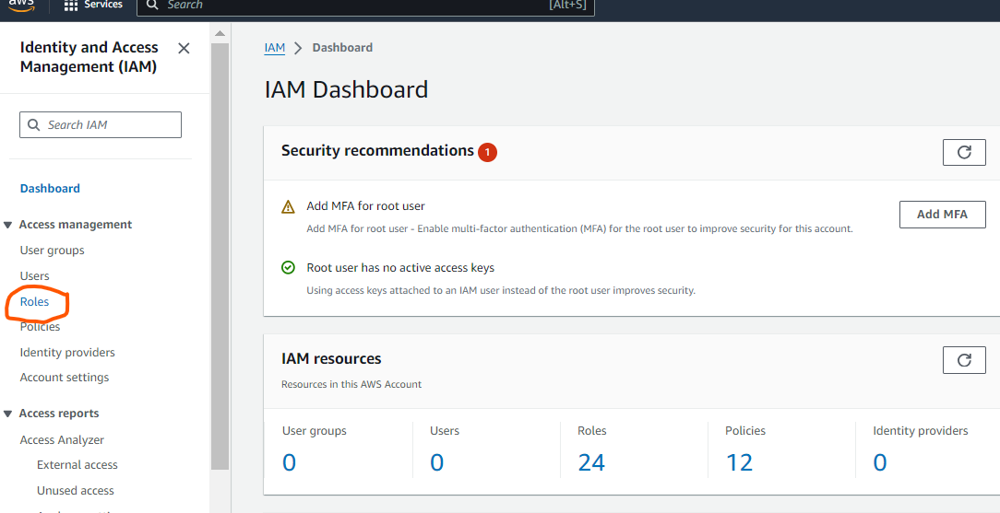 aws
Services
Search
[Alt+S]
Identity and Access
Management (IAM)
Search IAM
Dashboard
Access management
User groups
Users
Roles
Policies
Identity providers
Account settings
Access reports
Access Analyzer
External access
Unused access
IAM > Dashboard
IAM Dashboard
Security recommendations 1
Add MFA for root user
Add MFA for root user - Enable multi-factor authentication (MFA) for the root user to improve security for this account.
Add MFA
Root user has no active access keys
Using access keys attached to an IAM user instead of the root user improves security.
IAM resources
Resources in this AWS Account
User groups
0
Users
0
Roles
24
Policies
12
Identity providers
0